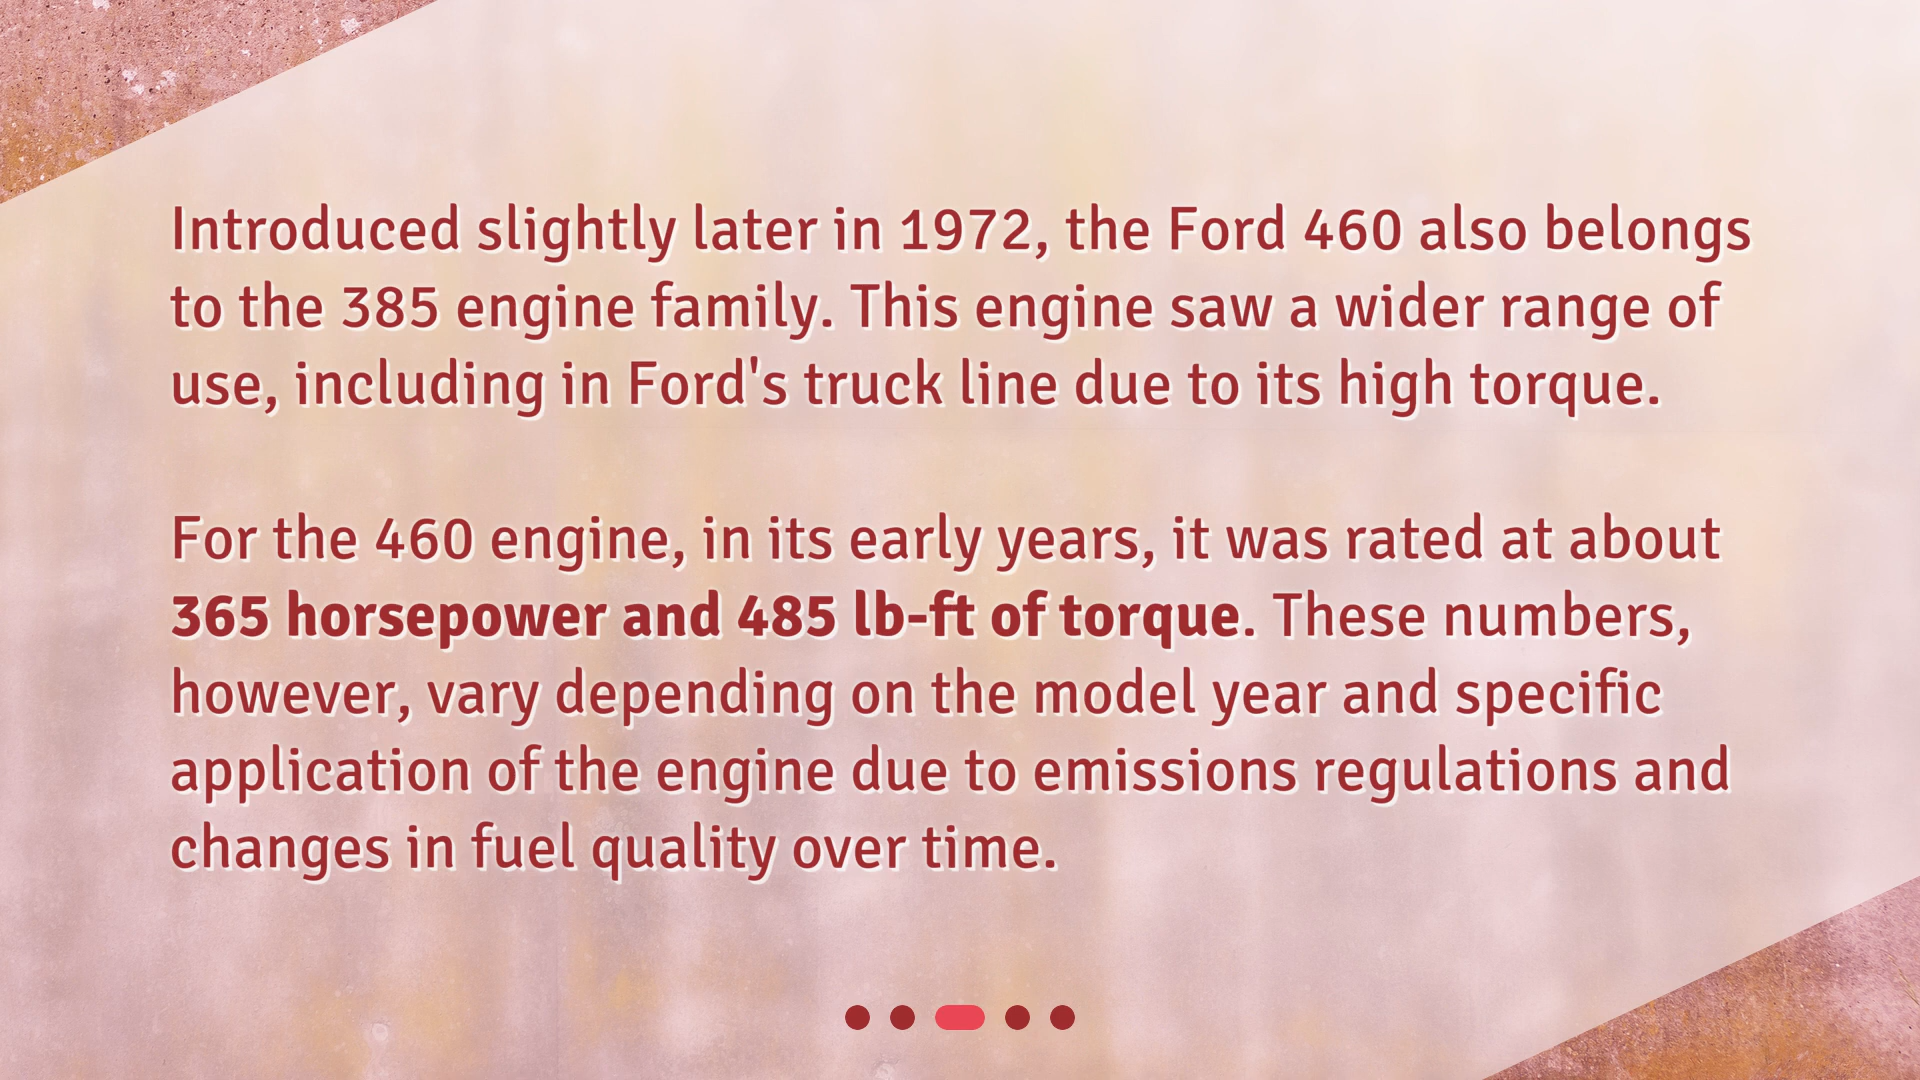 Introduced slightly later in 1972, the Ford 460 also belongs
to the 385 engine family. This engine saw a wider range of
use, including in Ford's truck line due to its high torque.
For the 460 engine, in its early years, it was rated at about
365 horsepower and 485 lb-ft of torque. These numbers,
however, vary depending on the model year and specific
application of the engine due to emissions regulations and
changes in fuel quality over time.